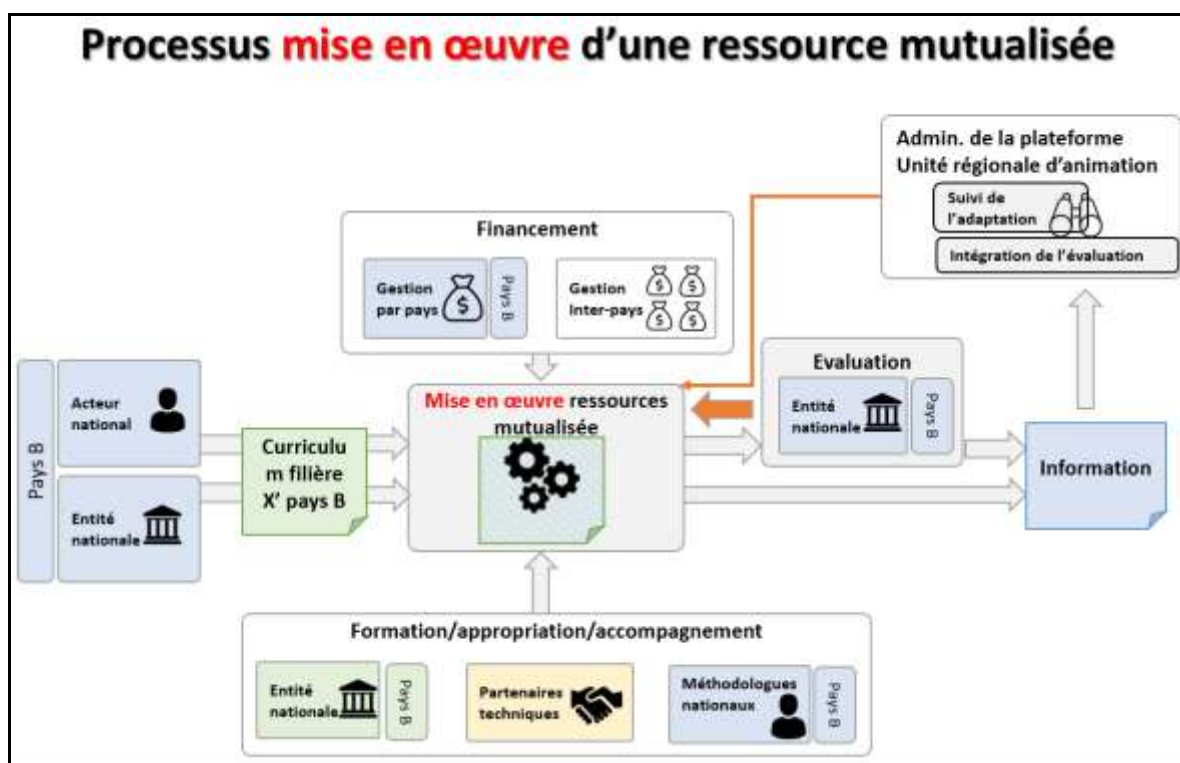 Processus mise en œuvre d'une ressource mutualisée
Admin. de la plateforme
Unité régionale d'animation
Suivi de
l'adaptation
Intégration de l'évaluation
Financement
Gestion
par pays
$
Pays B
Gestion
Inter-pays
$ $
$ $
Pays B
Acteur
national
Entité
nationale
Curriculu
m filière
X' pays B
Mise en œuvre ressources
mutualisée
Evaluation
Entité
nationale
Pays B
Information
Formation/appropriation/accompagnement
Entité
nationale
Pays B
Partenaires
techniques
Méthodologues
nationaux
Pays B